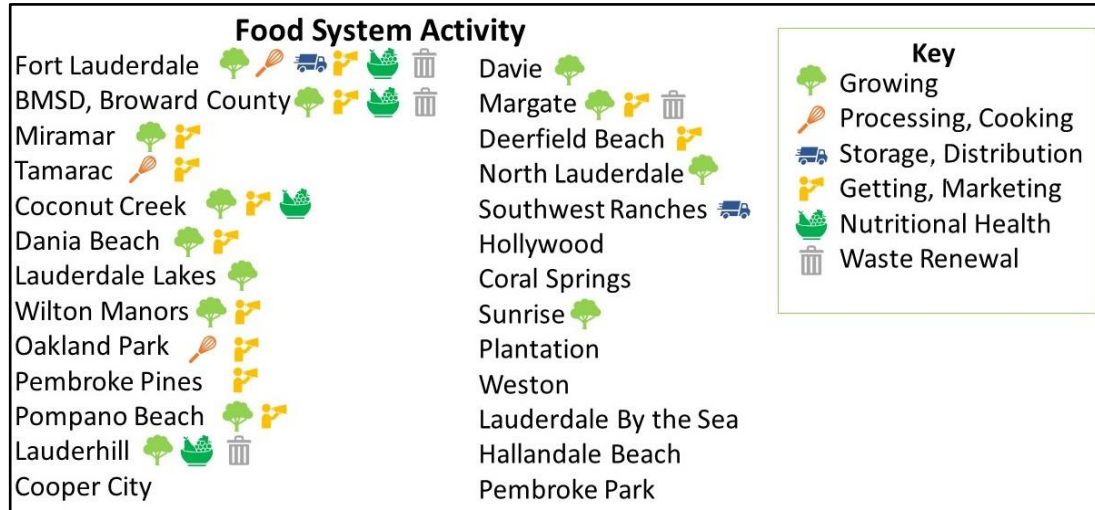 Food System Activity
Fort Lauderdale
BMSD, Broward County
Miramar
Tamarac
Coconut Creek
Dania Beach
Lauderdale Lakes
Wilton Manors
Oakland Park
Pembroke Pines
Pompano Beach
Lauderhill
Cooper City
Davie
Margate
Deerfield Beach
North Lauderdale
Southwest Ranches
Hollywood
Coral Springs
Sunrise
Plantation
Weston
Lauderdale By the Sea
Hallandale Beach
Pembroke Park
Key
Growing
Processing, Cooking
Storage, Distribution
Getting, Marketing
Nutritional Health
Waste Renewal